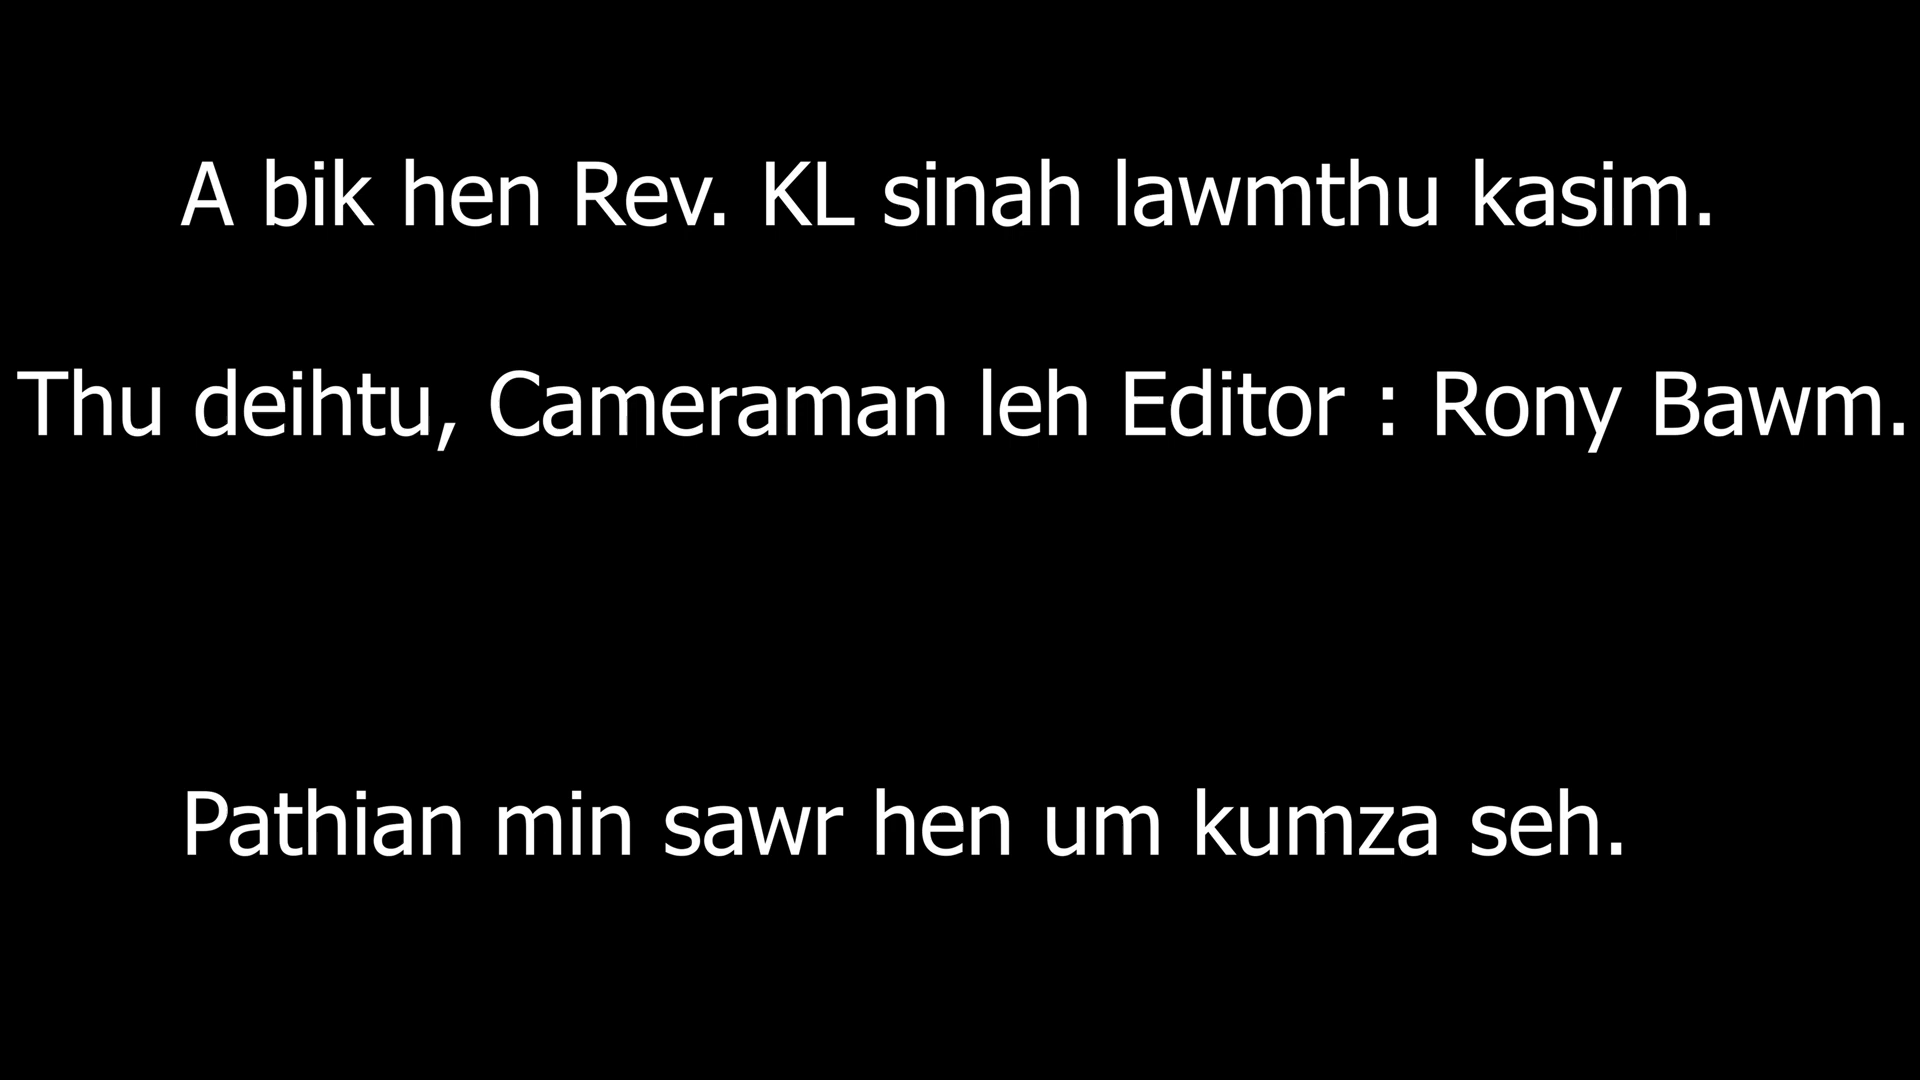 A bik hen Rev. KL sinah lawmthu kasim.
Thu deihtu, Cameraman leh Editor : Rony Bawm.
Pathian min sawr hen um kumza seh.